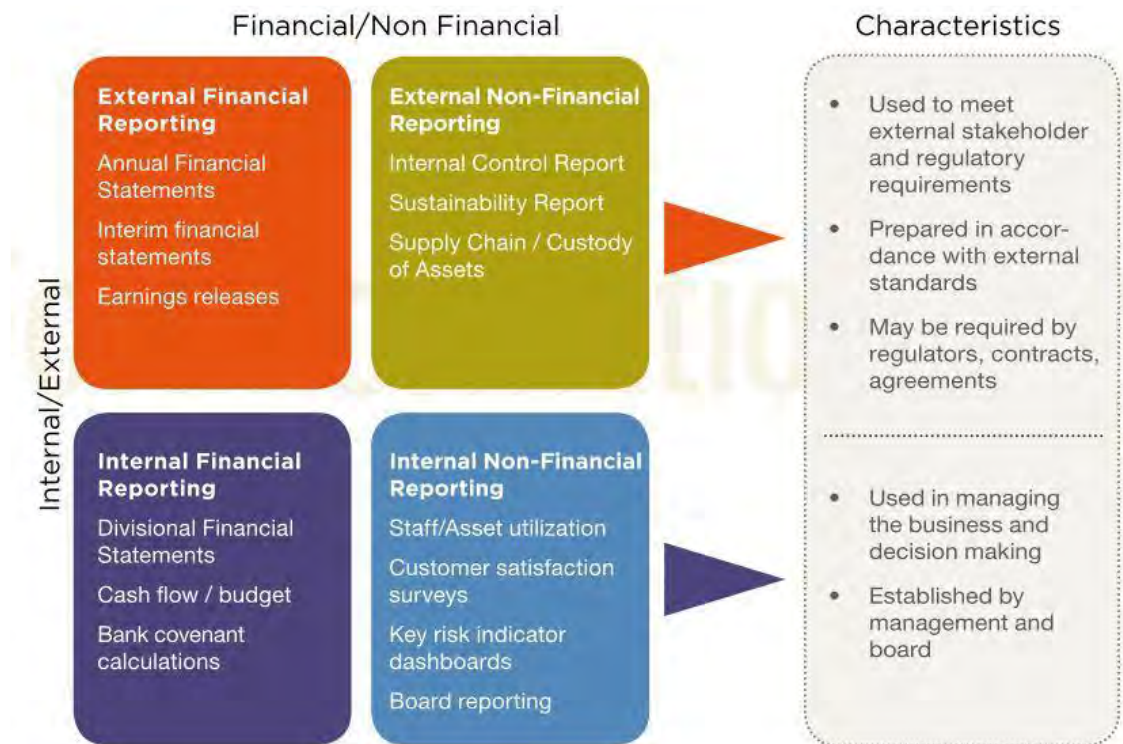 Financial/Non Financial
Characteristics
Internal/External
External Financial
Reporting
Annual Financial
Statements
Interim financial
statements
Earnings releases
External Non-Financial
Reporting
Internal Control Report
Sustainability Report
Supply Chain / Custody
of Assets
• Used to meet
external stakeholder
and regulatory
requirements
• Prepared in accor-
dance with external
standards
• May be required by
regulators, contracts,
agreements
Internal Financial
Reporting
Divisional Financial
Statements
Cash flow / budget
Bank covenant
calculations
Internal Non-Financial
Reporting
Staff/Asset utilization
Customer satisfaction
surveys
Key risk indicator
dashboards
Board reporting
• Used in managing
the business and
decision making
• Established by
management and
board